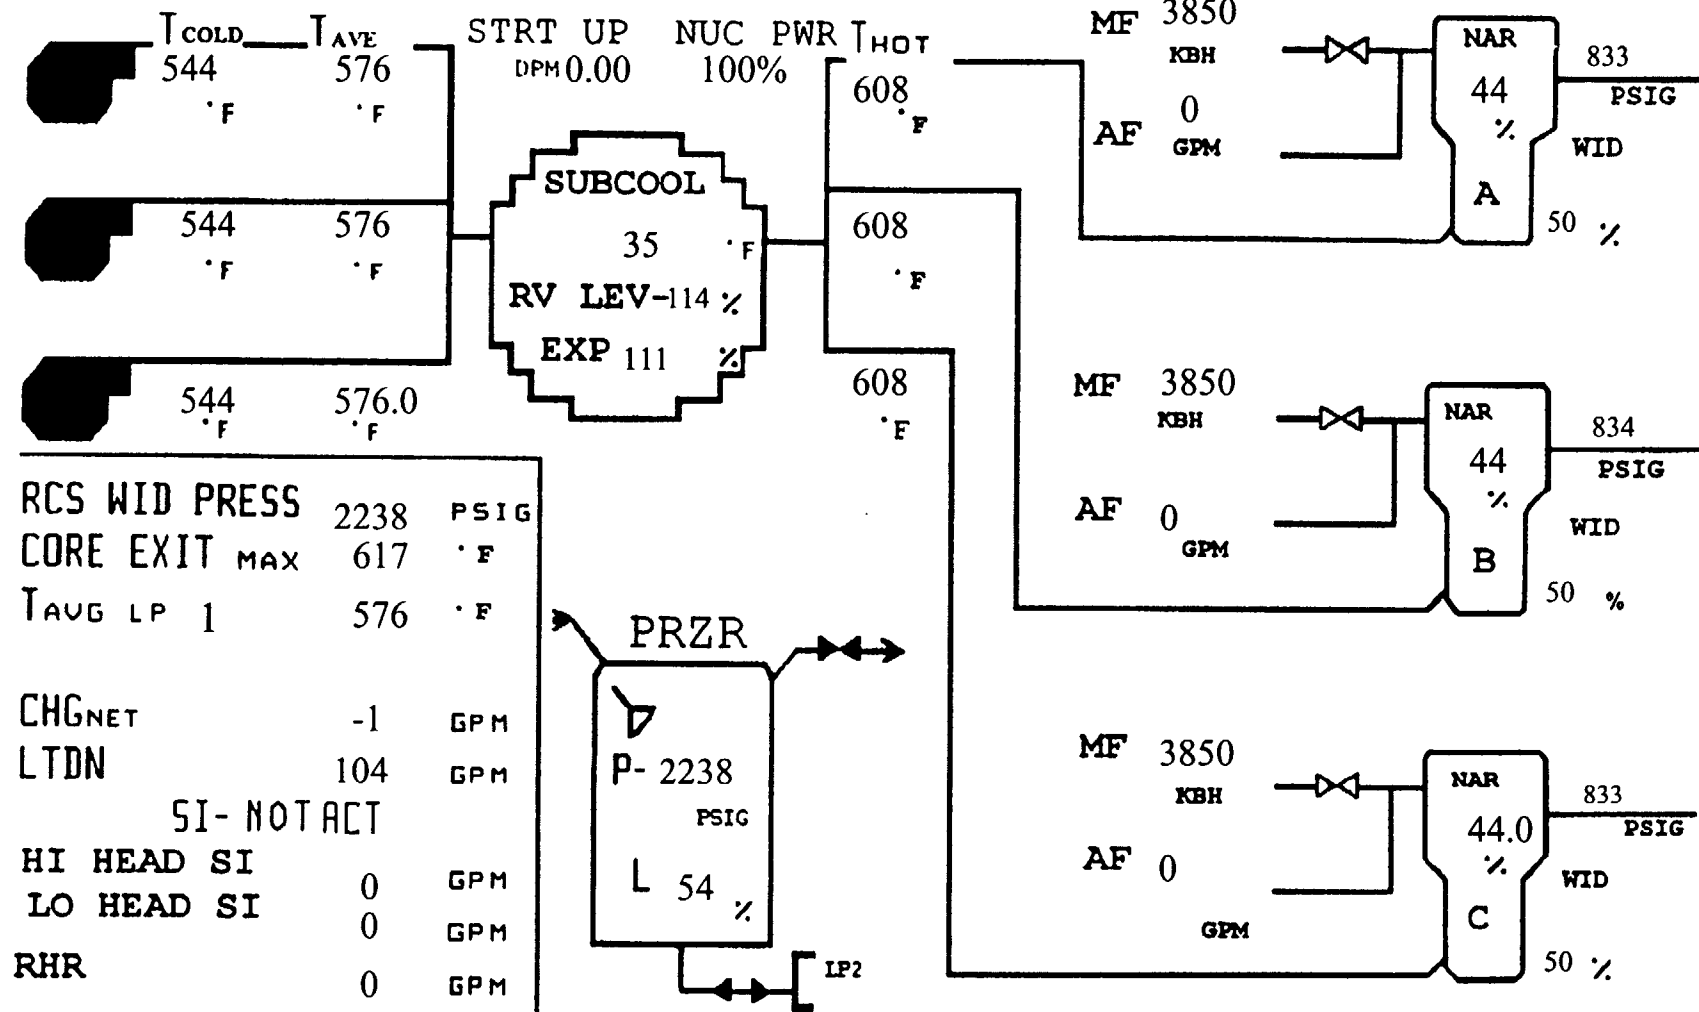 TCOLD TAVE STRT UP NUC PWR THOT
544 576 DPM 0.00 100% 608
°F °F °F
SUBCOOL
35 °F
544 576 608
°F °F °F
RV LEV-114 %
EXP 111 %
544 576.0 608
°F °F °F
MF 3850 KBH
AF 0 GPM
NAR
44
%
A
833
PSIG
WID
50 %
MF 3850
KBH
AF 0
GPM
NAR
44
%
B
834
PSIG
WID
50 %
MF 3850
KBH
AF 0
GPM
NAR
44.0
%
C
833
PSIG
WID
50 %
RCS WID PRESS 2238 PSIG
CORE EXIT MAX 617 °F
TAVG LP 1 576 °F
CHGNET -1 GPM
LTDN 104 GPM
SI- NOT ACT
HI HEAD SI 0 GPM
LO HEAD SI 0 GPM
RHR 0 GPM
PRZR
P- 2238
PSIG
L 54 %
LP2